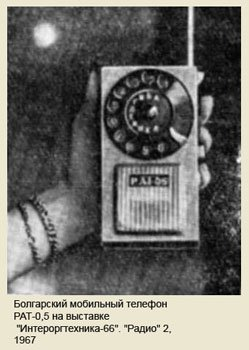 РАТ-05
Болгарский мобильный телефон
РАТ-0,5 на выставке
"Интероргтехника-66". "Радио" 2,
1967